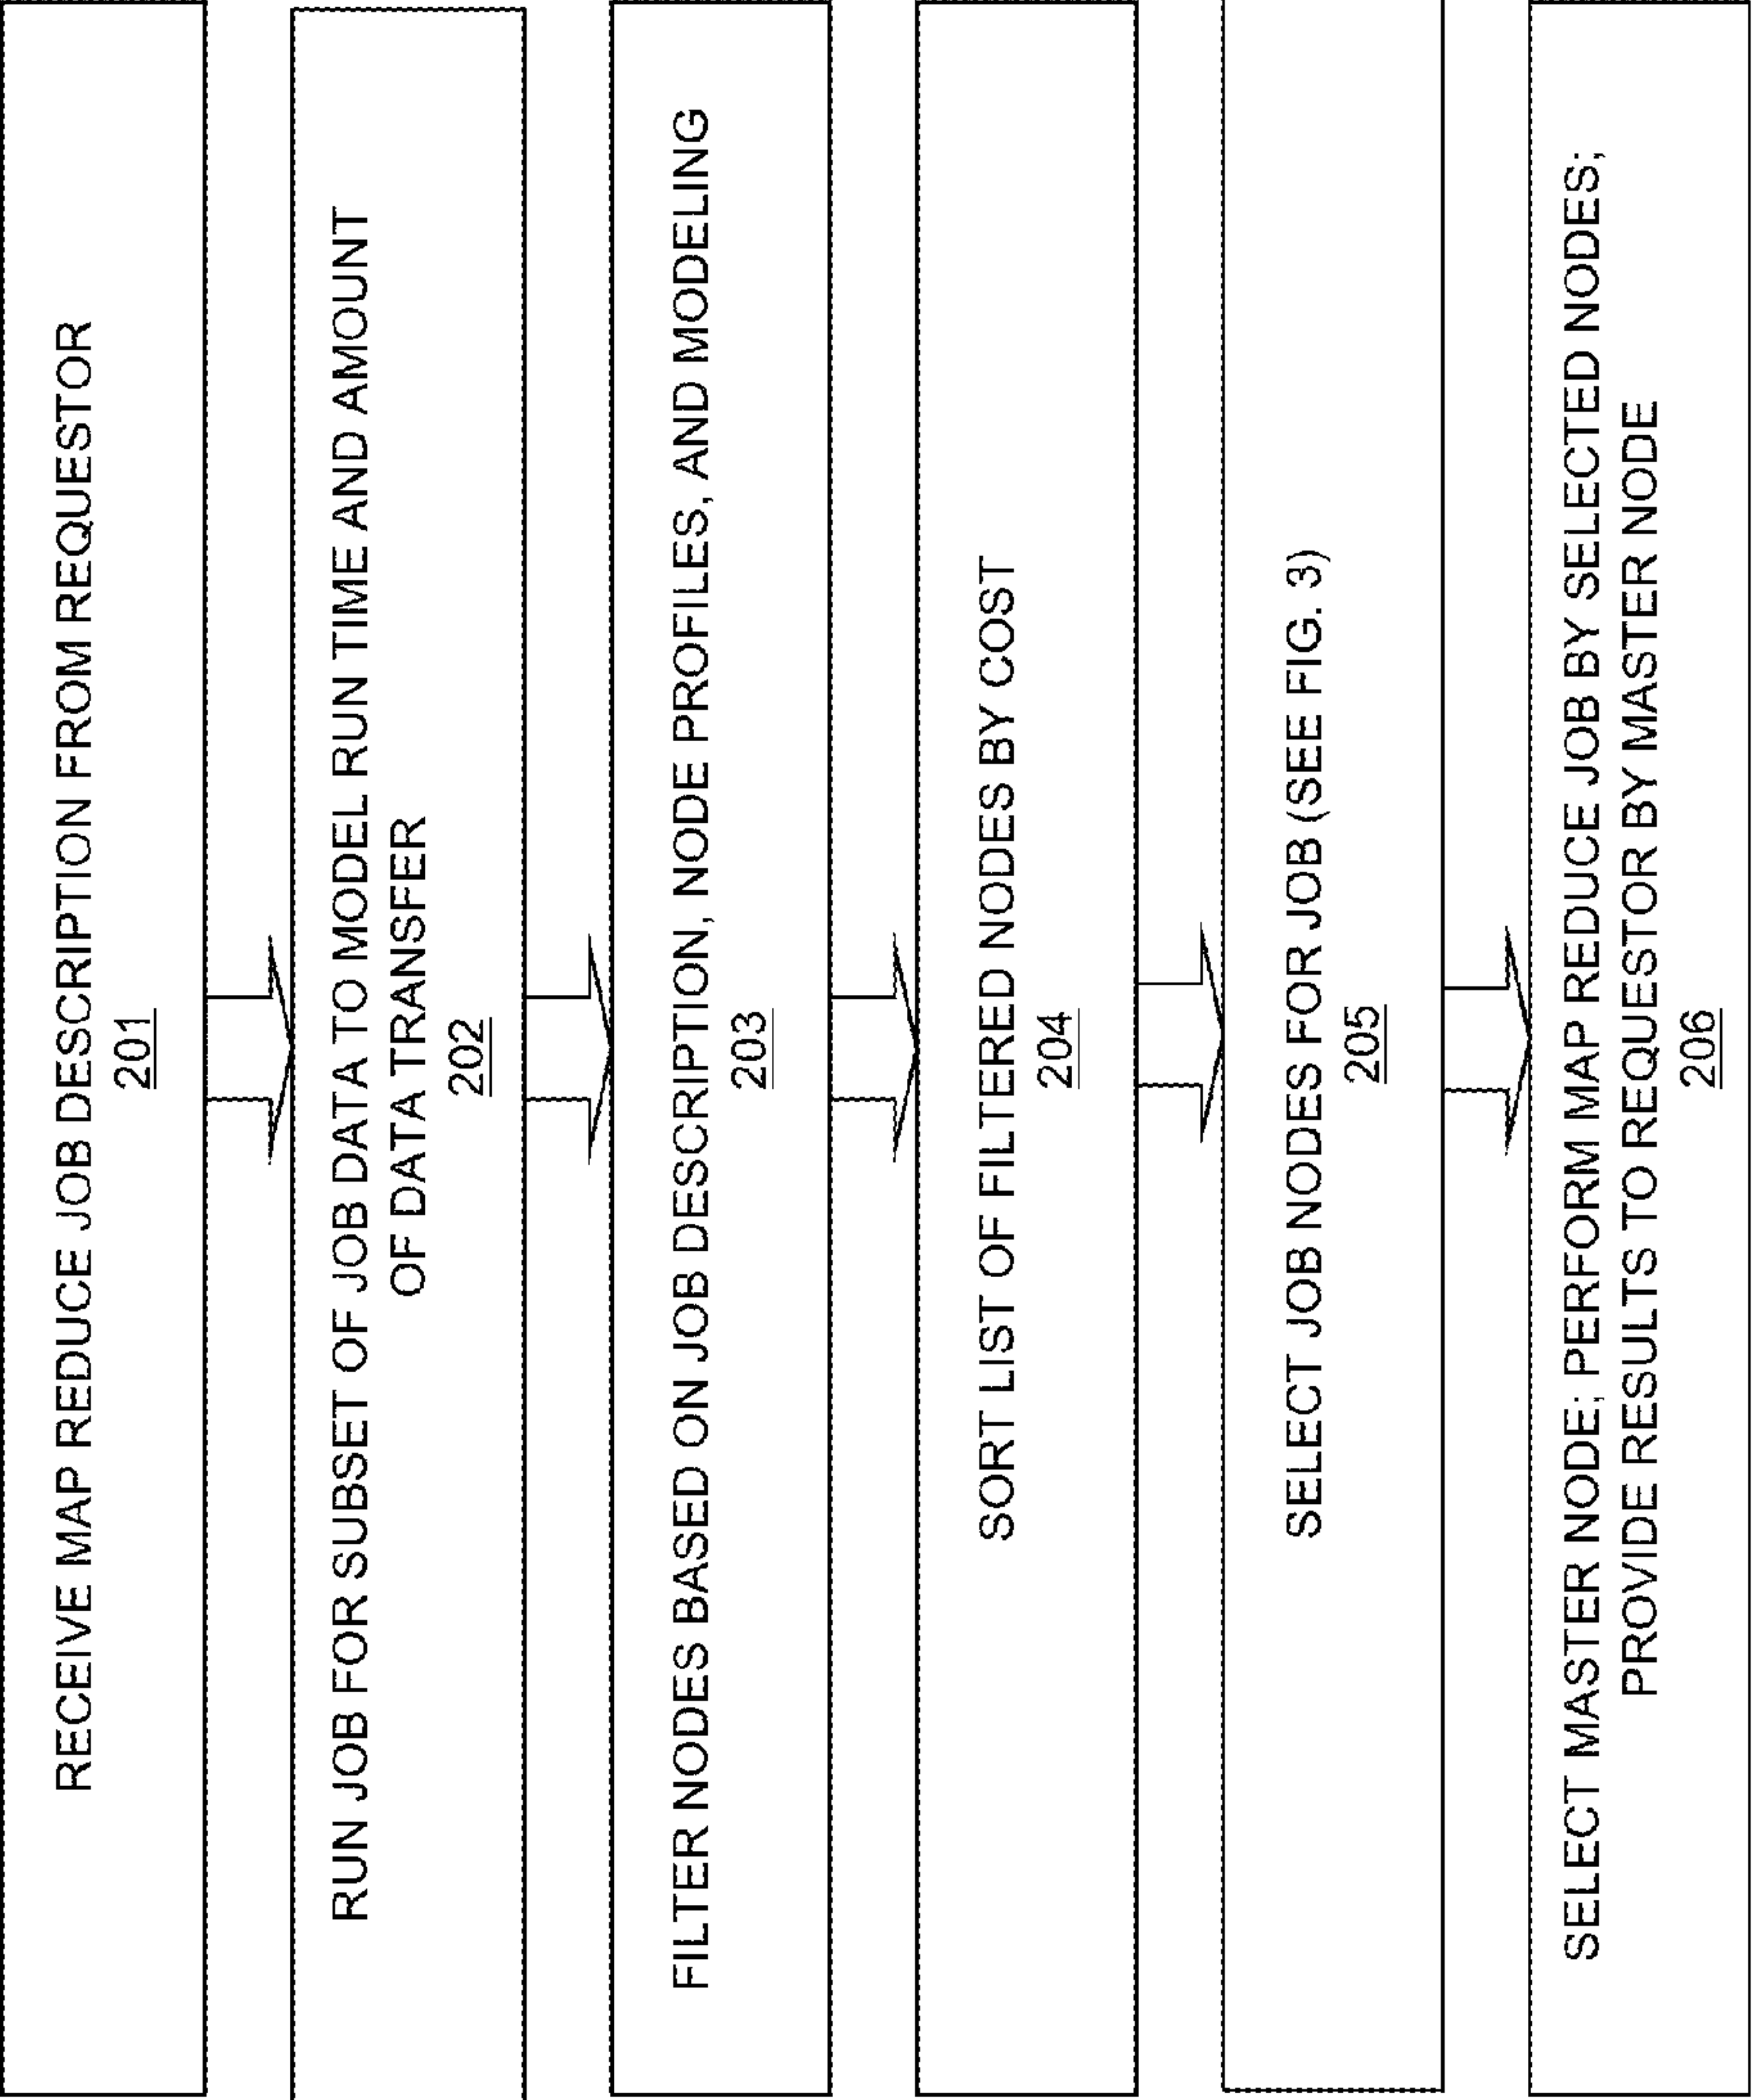 RECEIVE MAP REDUCE JOB DESCRIPTION FROM REQUESTOR
201
RUN JOB FOR SUBSET OF JOB DATA TO MODEL RUN TIME AND AMOUNT
OF DATA TRANSFER
202
FILTER NODES BASED ON JOB DESCRIPTION, NODE PROFILES, AND MODELING
203
SORT LIST OF FILTERED NODES BY COST
204
SELECT JOB NODES FOR JOB (SEE FIG. 3)
205
SELECT MASTER NODE; PERFORM MAP REDUCE JOB BY SELECTED NODES;
PROVIDE RESULTS TO REQUESTOR BY MASTER NODE
206